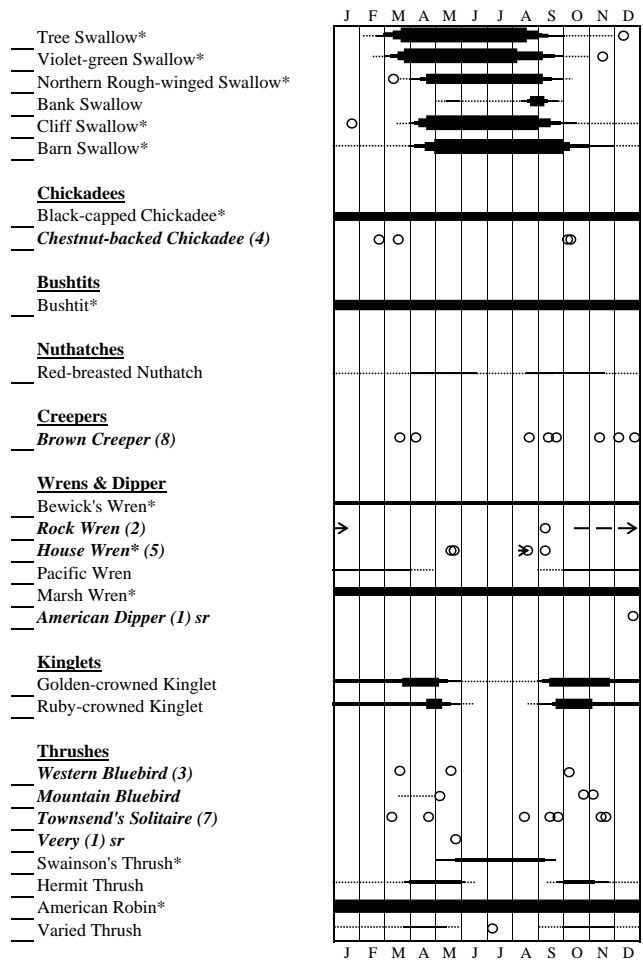 J F M A M J J A S O N D
Tree Swallow*
Violet-green Swallow*
Northern Rough-winged Swallow*
Bank Swallow
Cliff Swallow*
Barn Swallow*
Chickadees
Black-capped Chickadee*
Chestnut-backed Chickadee (4)
Bushtits
Bushtit*
Nuthatches
Red-breasted Nuthatch
Creepers
Brown Creeper (8)
Wrens & Dipper
Bewick's Wren*
Rock Wren (2)
House Wren* (5)
Pacific Wren
Marsh Wren*
American Dipper (1) sr
Kinglets
Golden-crowned Kinglet
Ruby-crowned Kinglet
Thrushes
Western Bluebird (3)
Mountain Bluebird
Townsend's Solitaire (7)
Veery (1) sr
Swainson's Thrush*
Hermit Thrush
American Robin*
Varied Thrush
J F M A M J J A S O N D